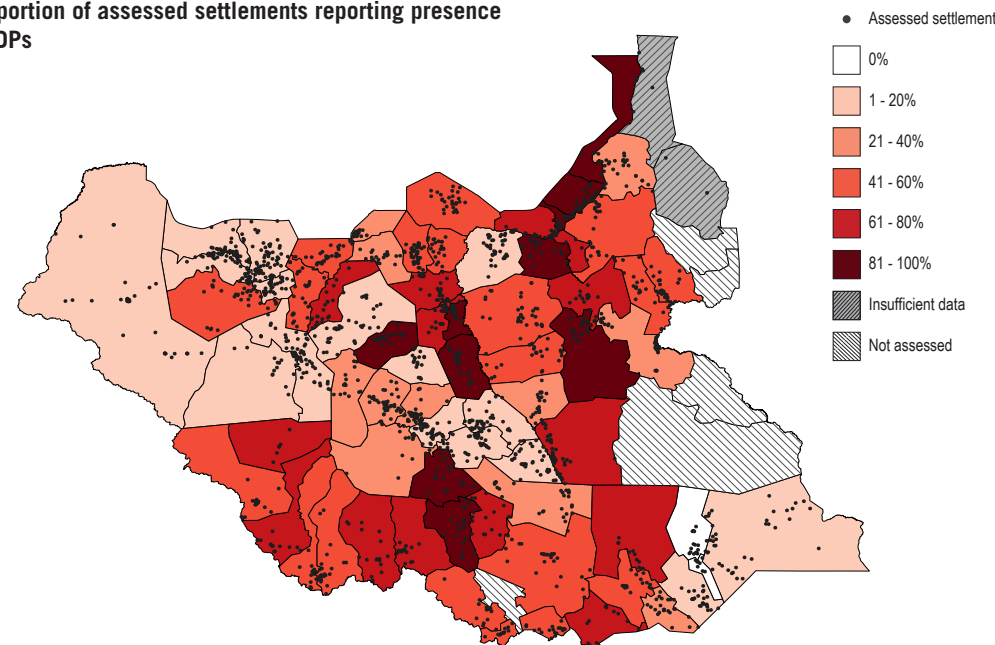 portion of assessed settlements reporting presence
DPs
Assessed settlement
0%
1 - 20%
21 - 40%
41 - 60%
61 - 80%
81 - 100%
Insufficient data
Not assessed